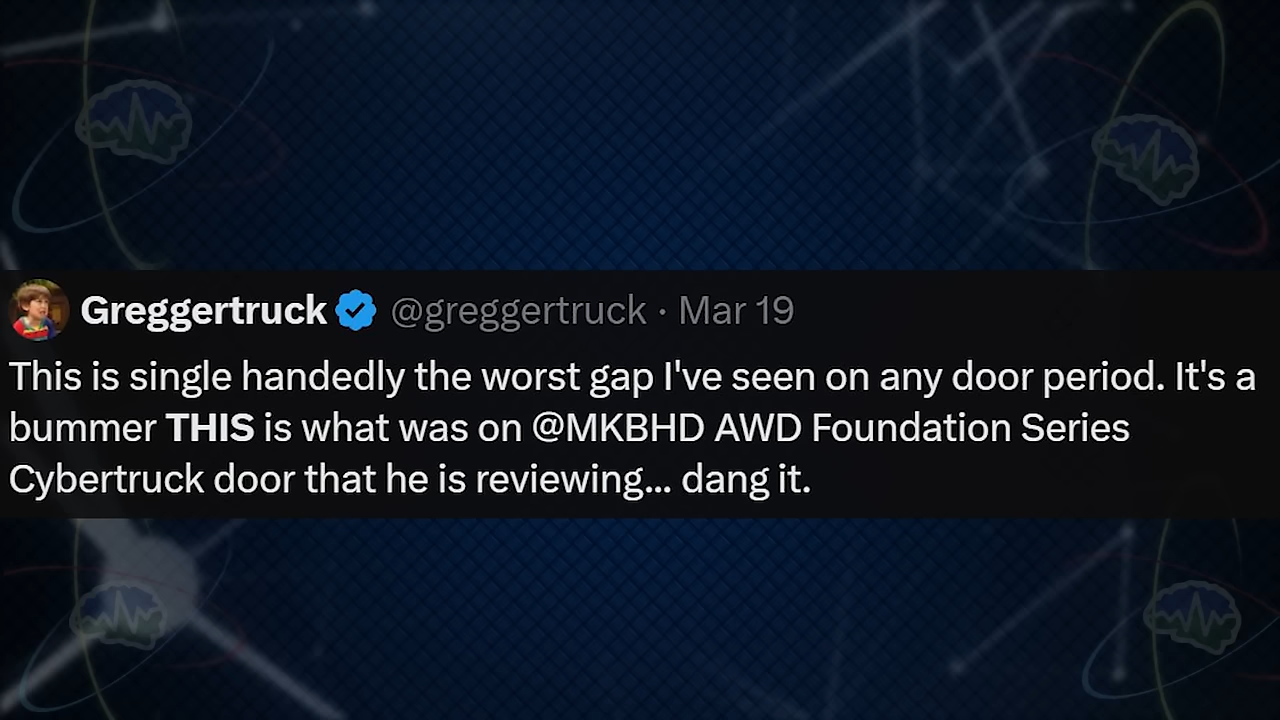 Greggertruck @greggertruck · Mar 19
This is single handedly the worst gap I've seen on any door period. It's a
bummer THIS is what was on @MKBHD AWD Foundation Series
Cybertruck door that he is reviewing... dang it.